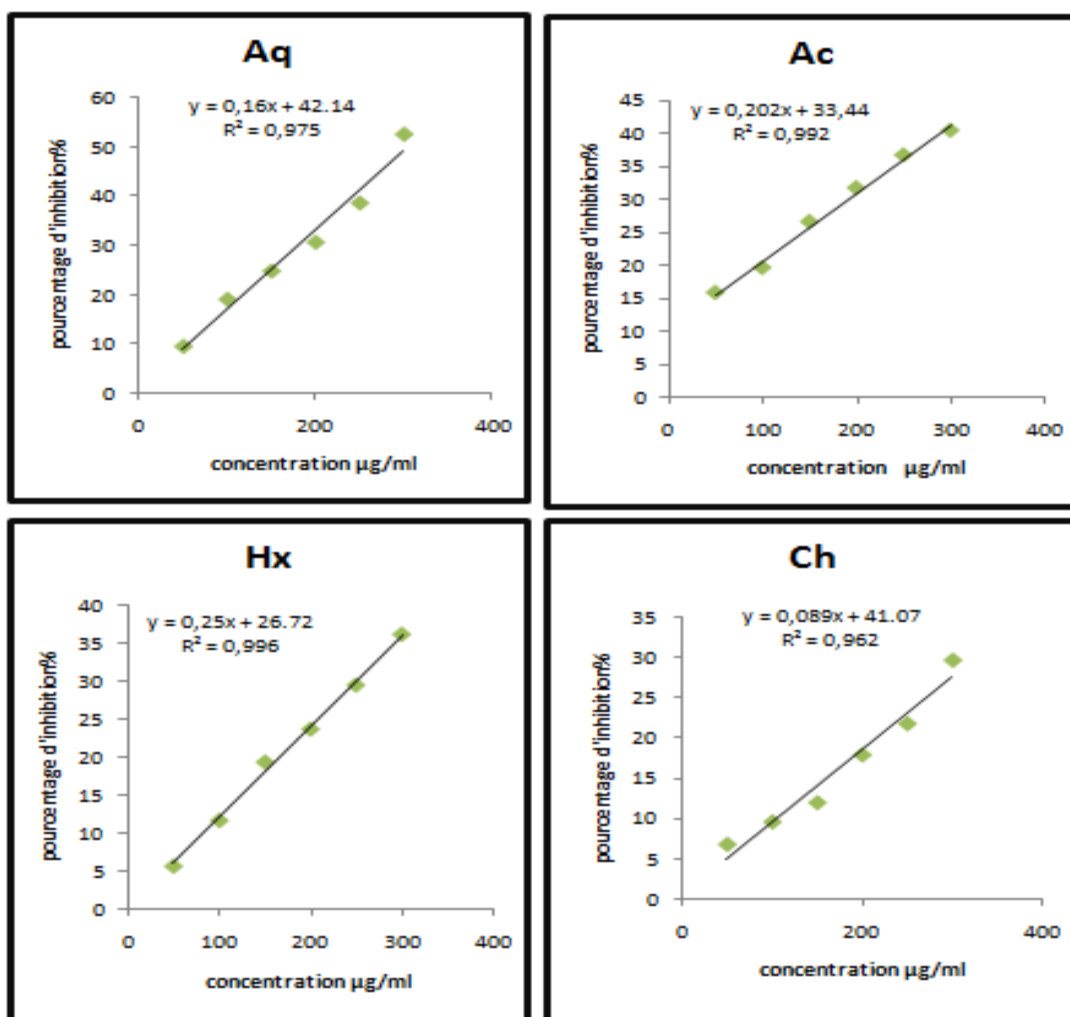 Aq
y = 0,16x + 42.14
R² = 0,975
60
50
40
30
20
10
0
0 200 400
pourcentage d'inhibition%
concentration µg/ml
Ac
y = 0,202x + 33,44
R² = 0,992
45
40
35
30
25
20
15
10
5
0
0 100 200 300 400
pourcentage d'inhibition%
concentration µg/ml
Hx
y = 0,25x + 26.72
R² = 0,996
40
35
30
25
20
15
10
5
0
0 100 200 300 400
pourcentage d'inhibition%
concentration µg/ml
Ch
y = 0,089x + 41.07
R² = 0,962
35
30
25
20
15
10
5
0
0 200 400
pourcentage d'inhibition%
concentration µg/ml